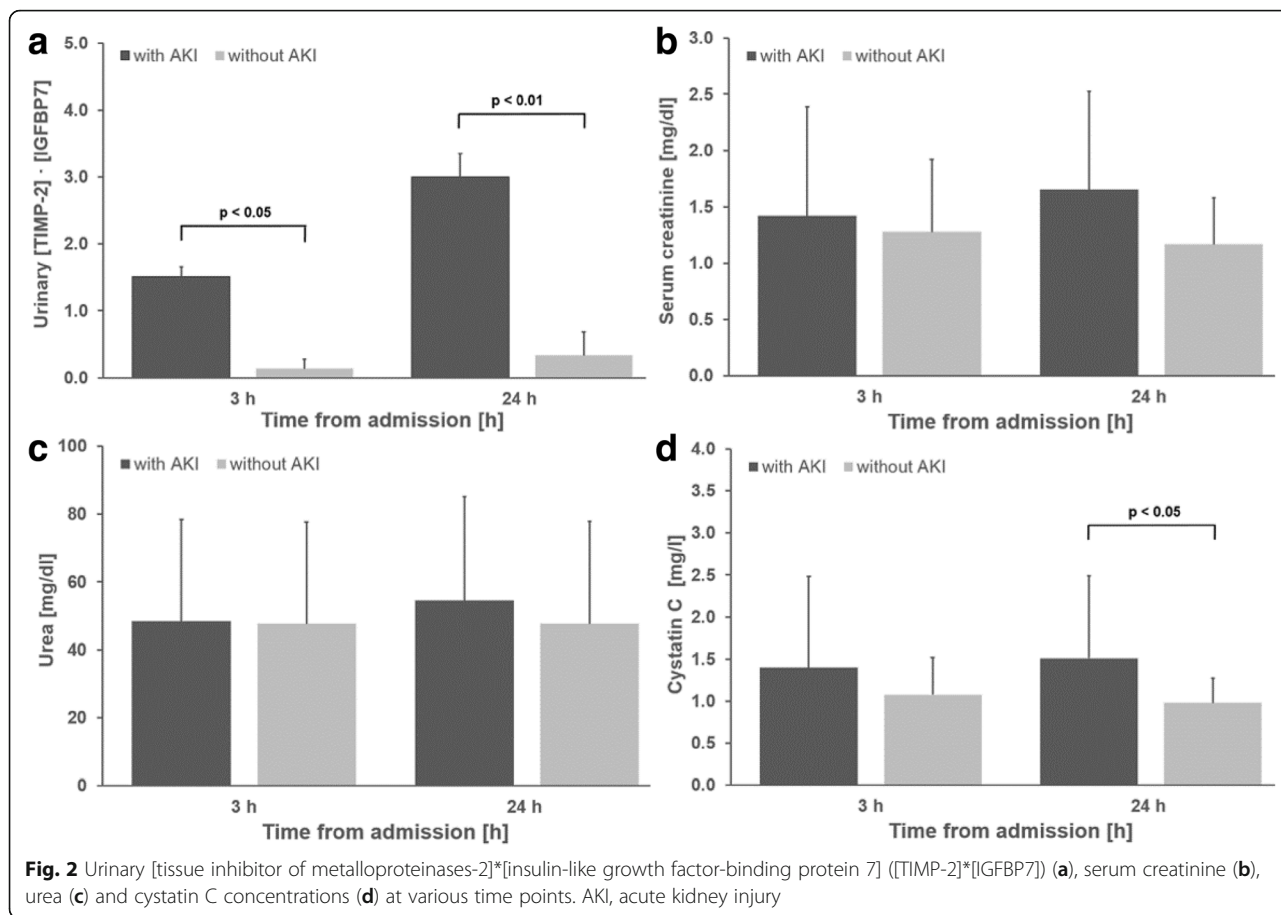 a
5.0
4.0
3.0
2.0
1.0
0.0
Urinary [TIMP-2] · [IGFBP7]
with AKI without AKI
p < 0.05
p < 0.01
3 h 24 h
Time from admission [h]
b
3.0
2.5
2.0
1.5
1.0
0.5
0.0
Serum creatinine [mg/dl]
with AKI without AKI
3 h 24 h
Time from admission [h]
c
100
80
60
40
20
0
Urea [mg/dl]
with AKI without AKI
3 h 24 h
Time from admission [h]
d
4.0
3.5
3.0
2.5
2.0
1.5
1.0
0.5
0.0
Cystatin C [mg/l]
with AKI without AKI
p < 0.05
3 h 24 h
Time from admission [h]
Fig. 2 Urinary [tissue inhibitor of metalloproteinases-2]*[insulin-like growth factor-binding protein 7] ([TIMP-2]*[IGFBP7]) (a), serum creatinine (b),
urea (c) and cystatin C concentrations (d) at various time points. AKI, acute kidney injury